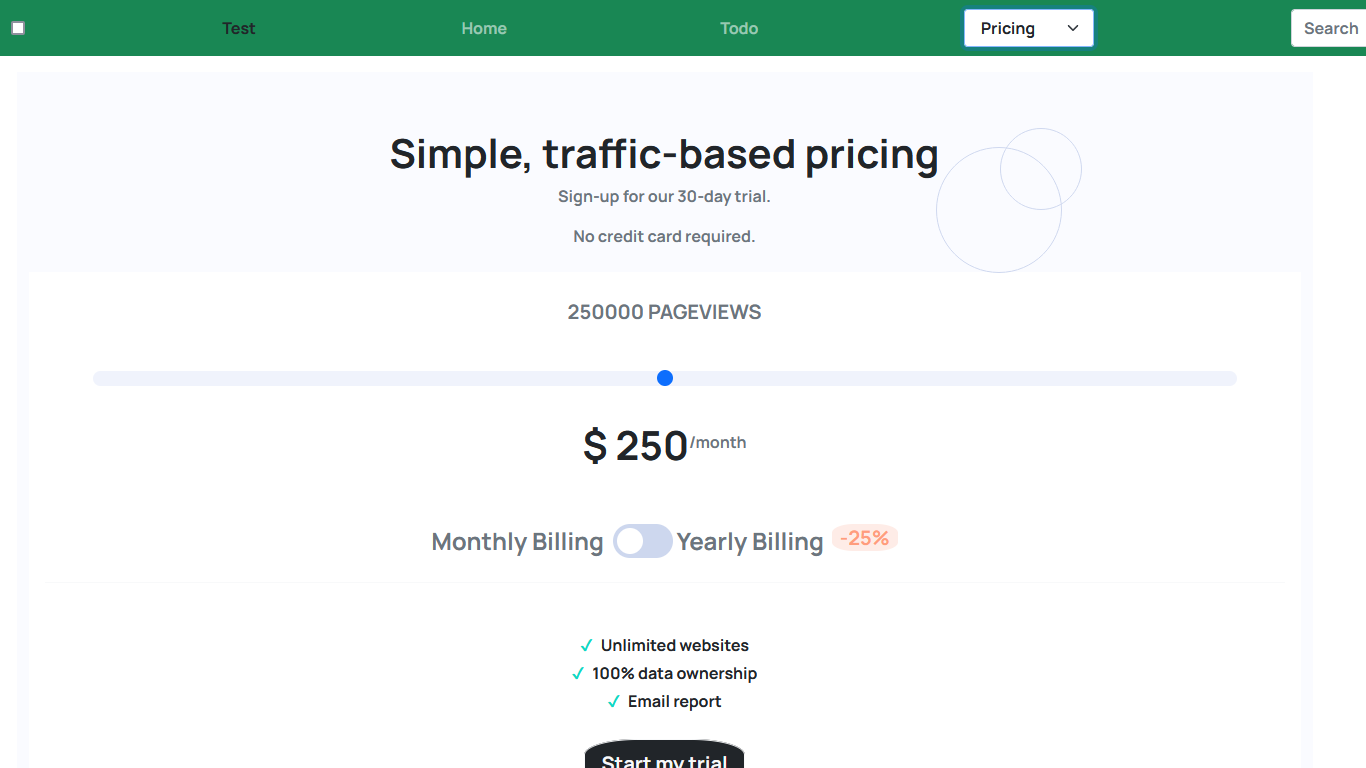 Test Home Todo Pricing Search
Simple, traffic-based pricing
Sign-up for our 30-day trial.
No credit card required.
250000 PAGEVIEWS
$ 250/month
Monthly Billing Yearly Billing -25%
✓ Unlimited websites
✓ 100% data ownership
✓ Email report
Start my trial